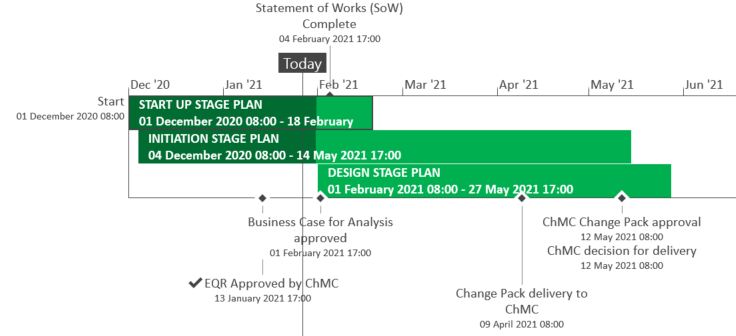 Statement of Works (SoW)
Complete
04 February 2021 17:00
Today
Dec '20
Jan '21
Feb '21
Mar '21
Apr '21
May '21
Jun '21
Start
01 December 2020 08:00
START UP STAGE PLAN
01 December 2020 08:00 - 18 February
INITIATION STAGE PLAN
04 December 2020 08:00 - 14 May 2021 17:00
DESIGN STAGE PLAN
01 February 2021 08:00 - 27 May 2021 17:00
Business Case for Analysis
approved
01 February 2021 17:00
ChMC Change Pack approval
12 May 2021 08:00
ChMC decision for delivery
12 May 2021 08:00
EQR Approved by ChMC
13 January 2021 17:00
Change Pack delivery to
ChMC
09 April 2021 08:00